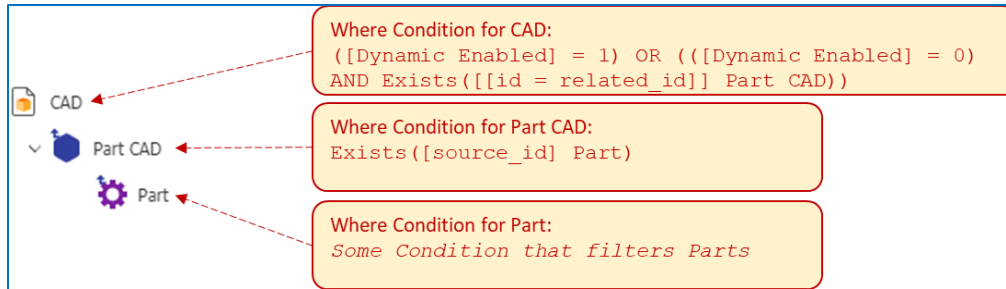 Where Condition for CAD:
([Dynamic Enabled] = 1) OR (([Dynamic Enabled] = 0)
AND Exists([[id = related_id]] Part CAD))
CAD
Where Condition for Part CAD:
Exists([source_id] Part)
Part CAD
Part
Where Condition for Part:
Some Condition that filters Parts